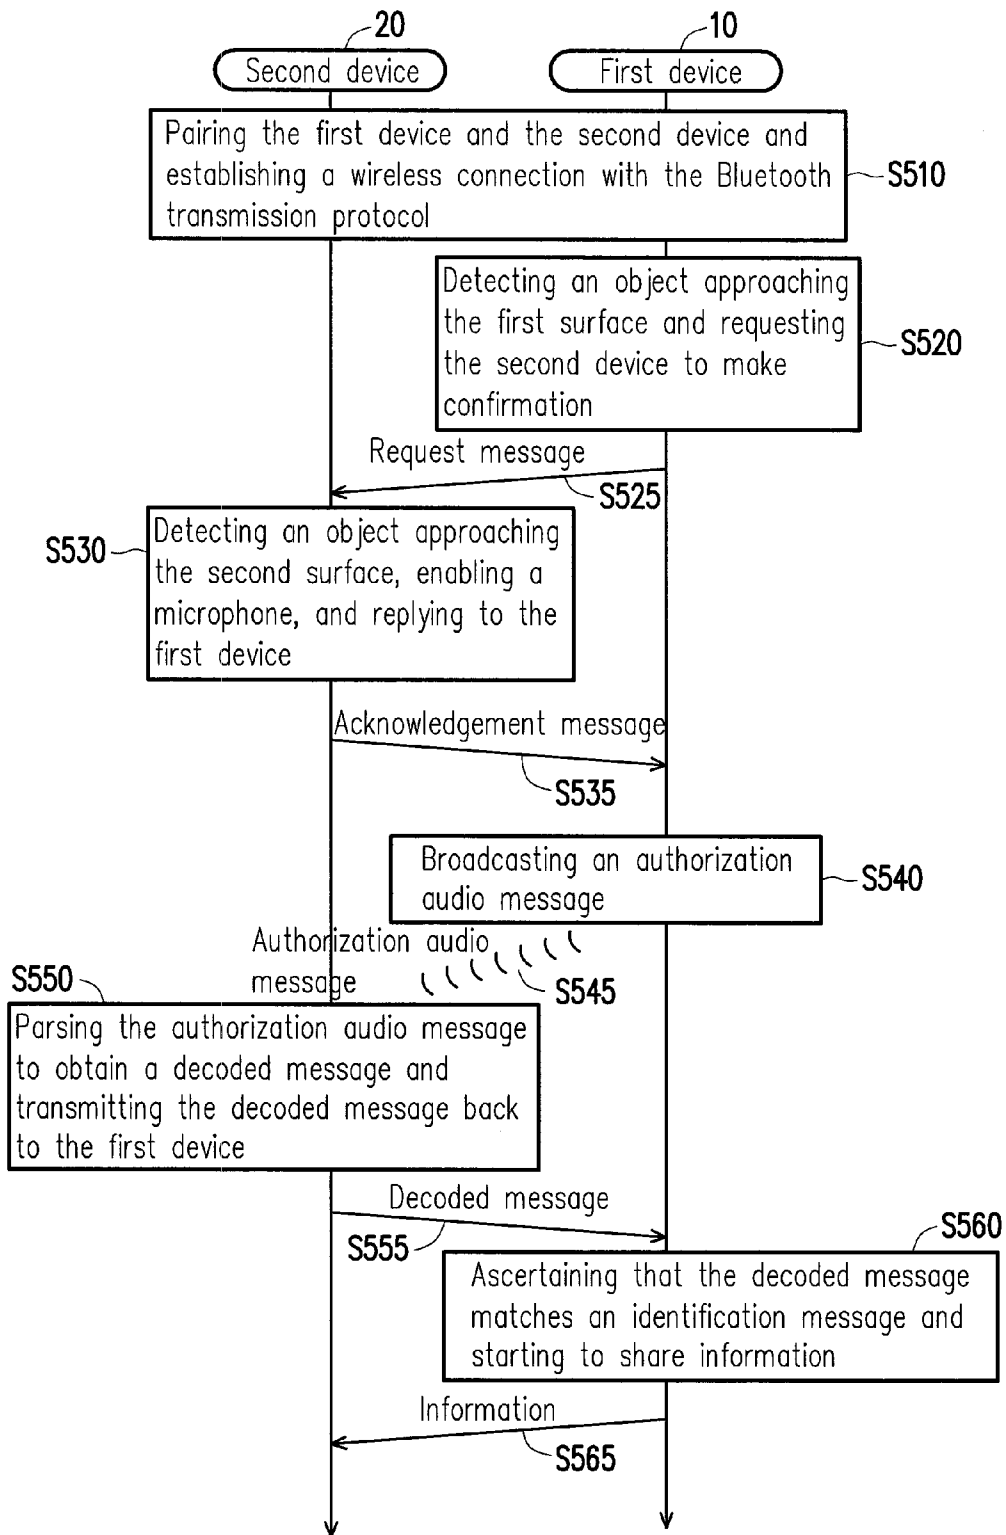 20
10
Second device
First device
Pairing the first device and the second device and
establishing a wireless connection with the Bluetooth
transmission protocol
S510
Detecting an object approaching
the first surface and requesting
the second device to make
confirmation
S520
Request message
S525
S530
Detecting an object approaching
the second surface, enabling a
microphone, and replying to the
first device
Acknowledgement message
S535
Broadcasting an authorization
audio message
S540
Authorization audio
message
S545
S550
Parsing the authorization audio message
to obtain a decoded message and
transmitting the decoded message back
to the first device
Decoded message
S555
S560
Ascertaining that the decoded message
matches an identification message and
starting to share information
Information
S565